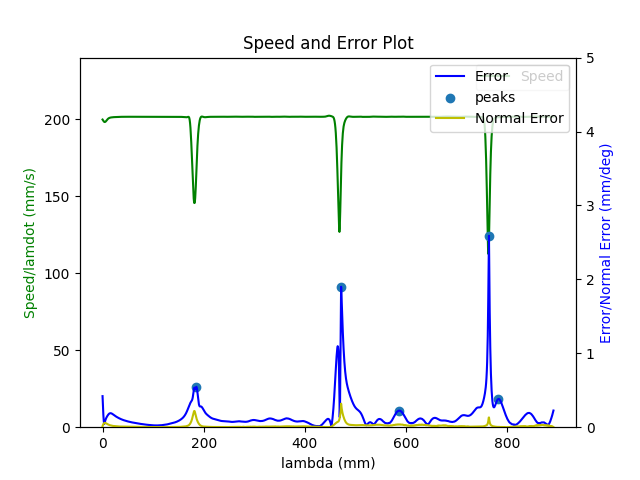 Speed and Error Plot
Error
Speed
peaks
Normal Error
Speed/lamdot (mm/s)
0
50
100
150
200
Error/Normal Error (mm/deg)
0
1
2
3
4
5
0
200
400
600
800
lambda (mm)